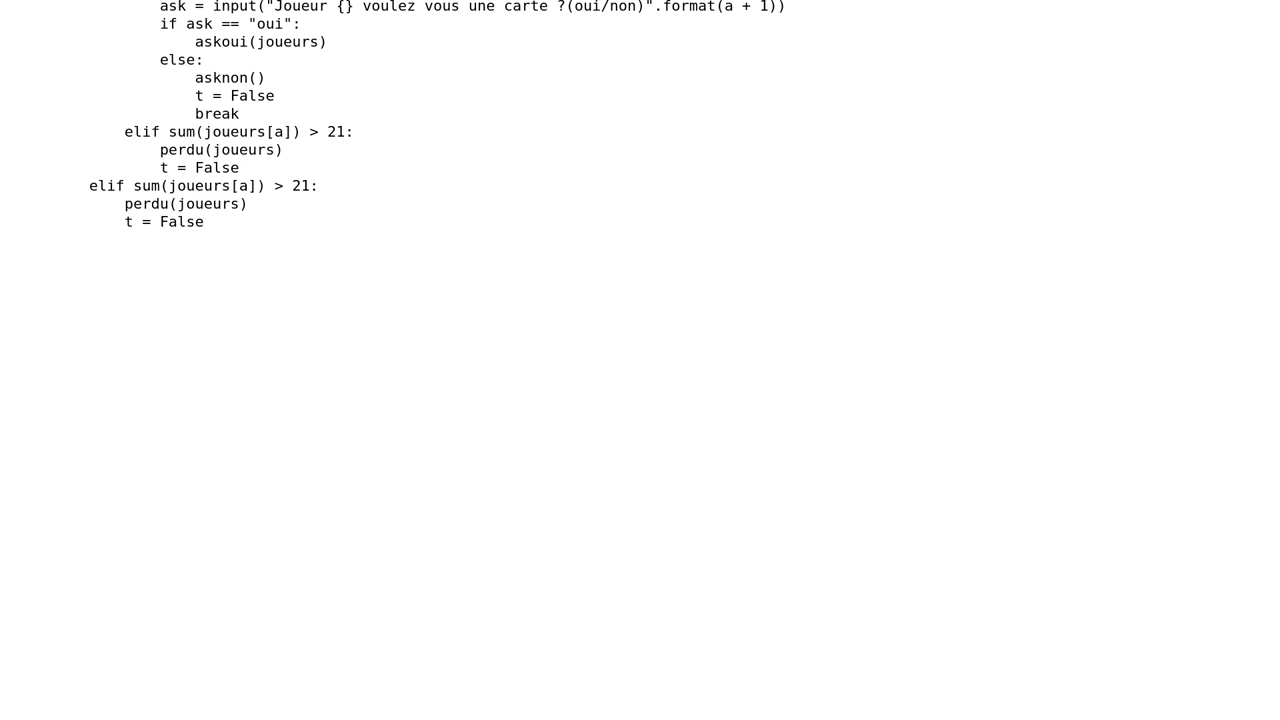 ask = input("Joueur {} voulez vous une carte ?(oui/non)".format(a + 1))
if ask == "oui":
askoui(joueurs)
else:
asknon()
t = False
break
elif sum(joueurs[a]) > 21:
perdu(joueurs)
t = False
elif sum(joueurs[a]) > 21:
perdu(joueurs)
t = False